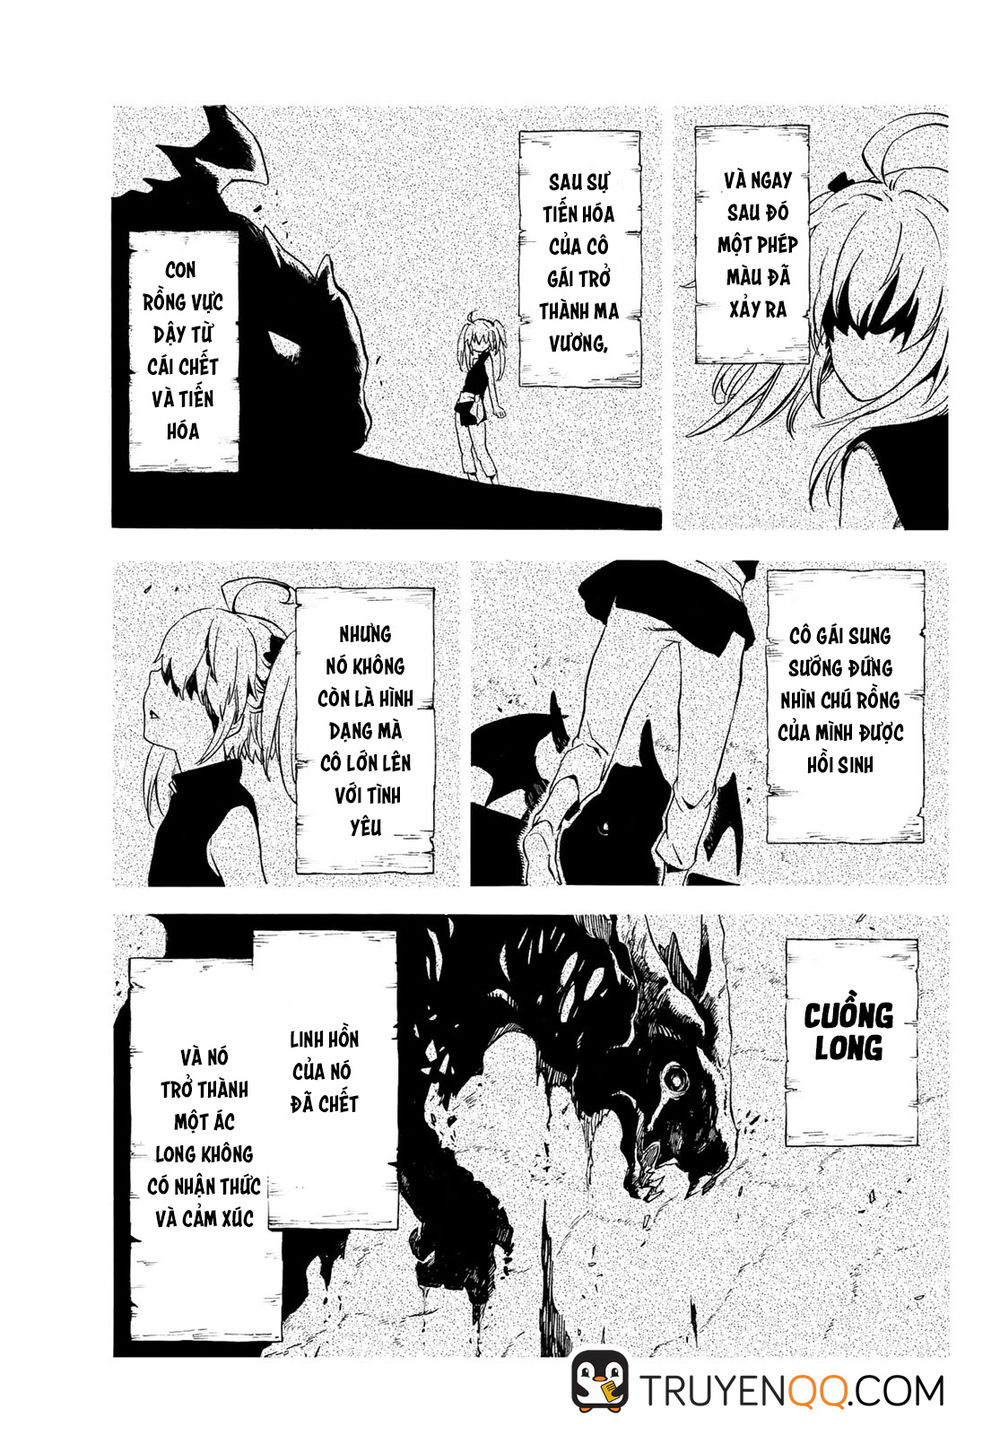 VÀ NGAY
SAU ĐÓ
MỘT PHÉP
MÀU ĐÃ
XẢY RA
SAU SỰ
TIẾN HÓA
CỦA CÔ
GÁI TRỞ
THÀNH MA
VƯƠNG,
CON
RỒNG VỰC
DẬY TỪ
CÁI CHẾT
VÀ TIẾN
HÓA
CÔ GÁI SUNG
SƯỚNG ĐỨNG
NHÌN CHÚ RỒNG
CỦA MÌNH ĐƯỢC
HỒI SINH
NHƯNG
NÓ KHÔNG
CÒN LÀ HÌNH
DẠNG MÀ
CÔ LỚN LÊN
VỚI TÌNH
YÊU
CUỒNG
LONG
LINH HỒN
CỦA NÓ
ĐÃ CHẾT
VÀ NÓ
TRỞ THÀNH
MỘT ÁC
LONG KHÔNG
CÓ NHẬN THỨC
VÀ CẢM XÚC
TRUYENQQ.COM